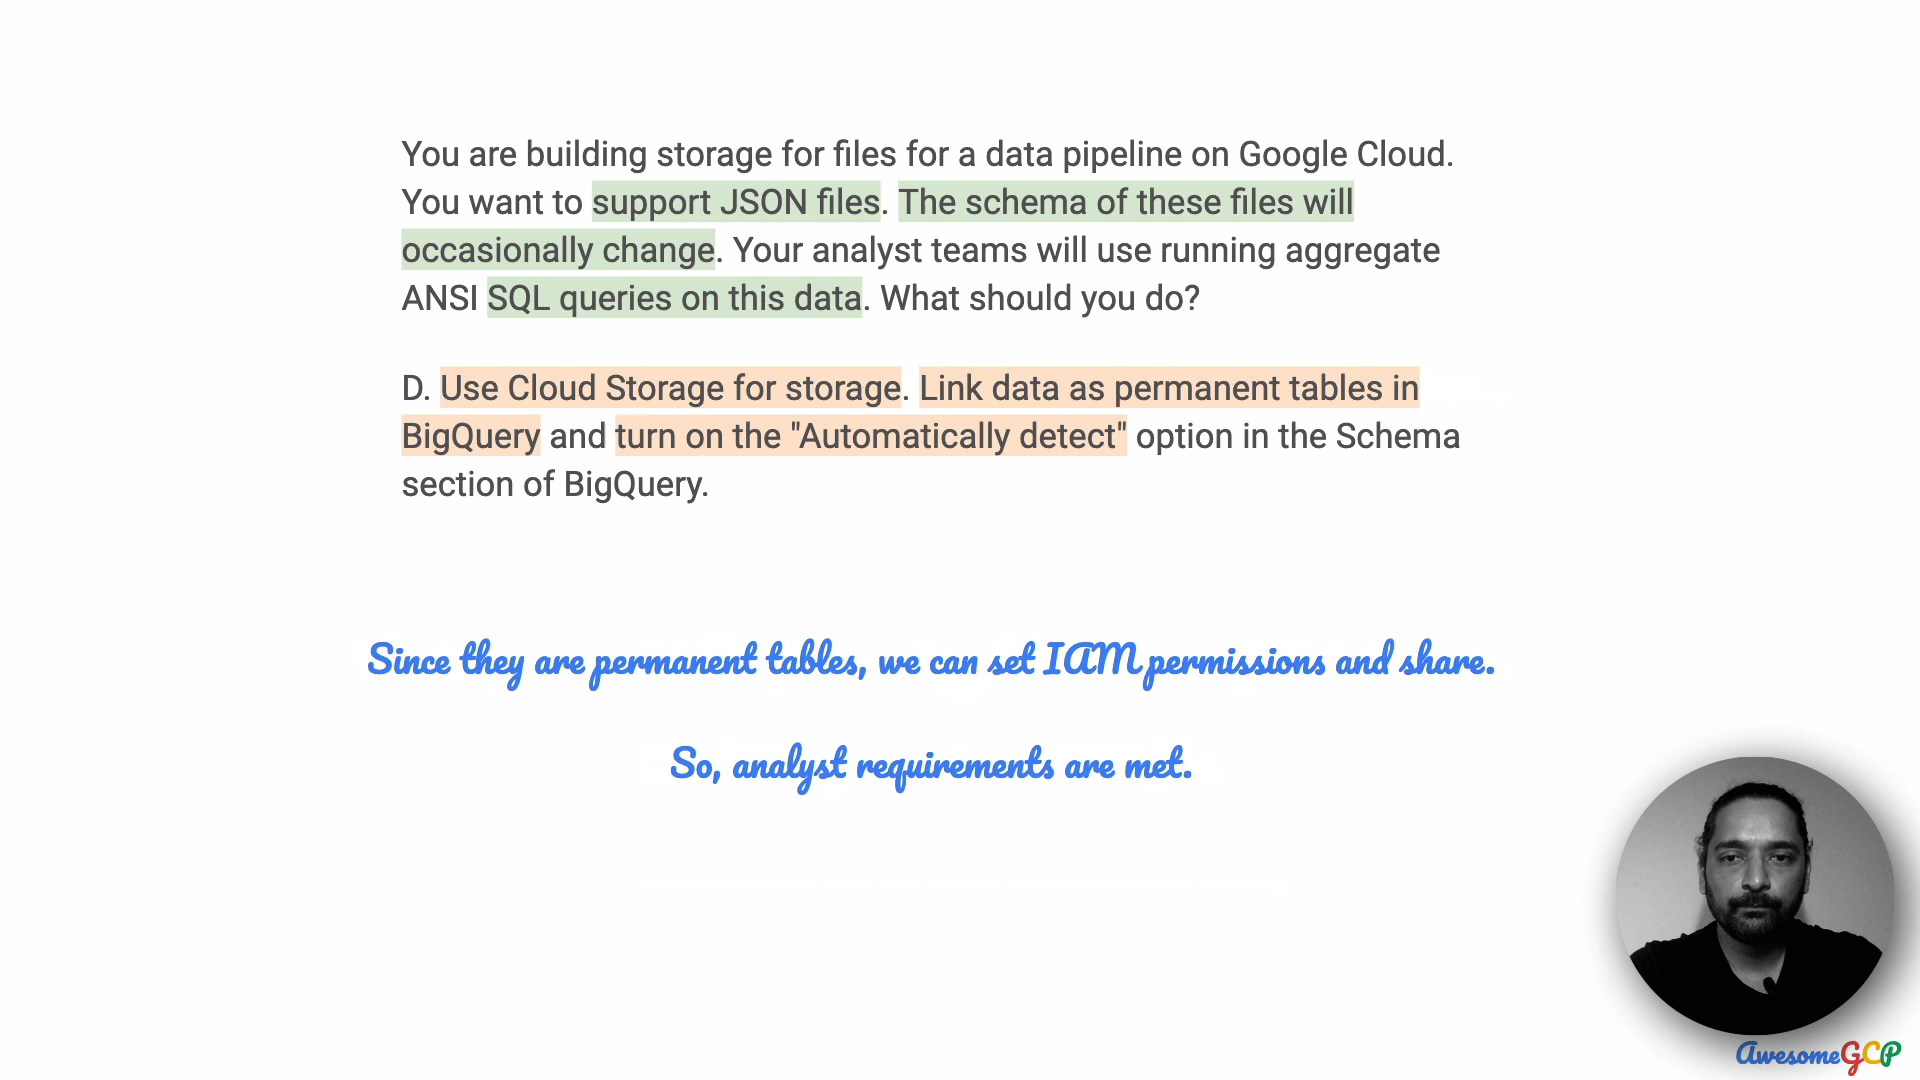 You are building storage for files for a data pipeline on Google Cloud.
You want to support JSON files. The schema of these files will
occasionally change. Your analyst teams will use running aggregate
ANSI SQL queries on this data. What should you do?
D. Use Cloud Storage for storage. Link data as permanent tables in
BigQuery and turn on the "Automatically detect" option in the Schema
section of BigQuery.
Since they are permanent tables, we can set IAM permissions and share.
So, analyst requirements are met.
AwesomeGCP